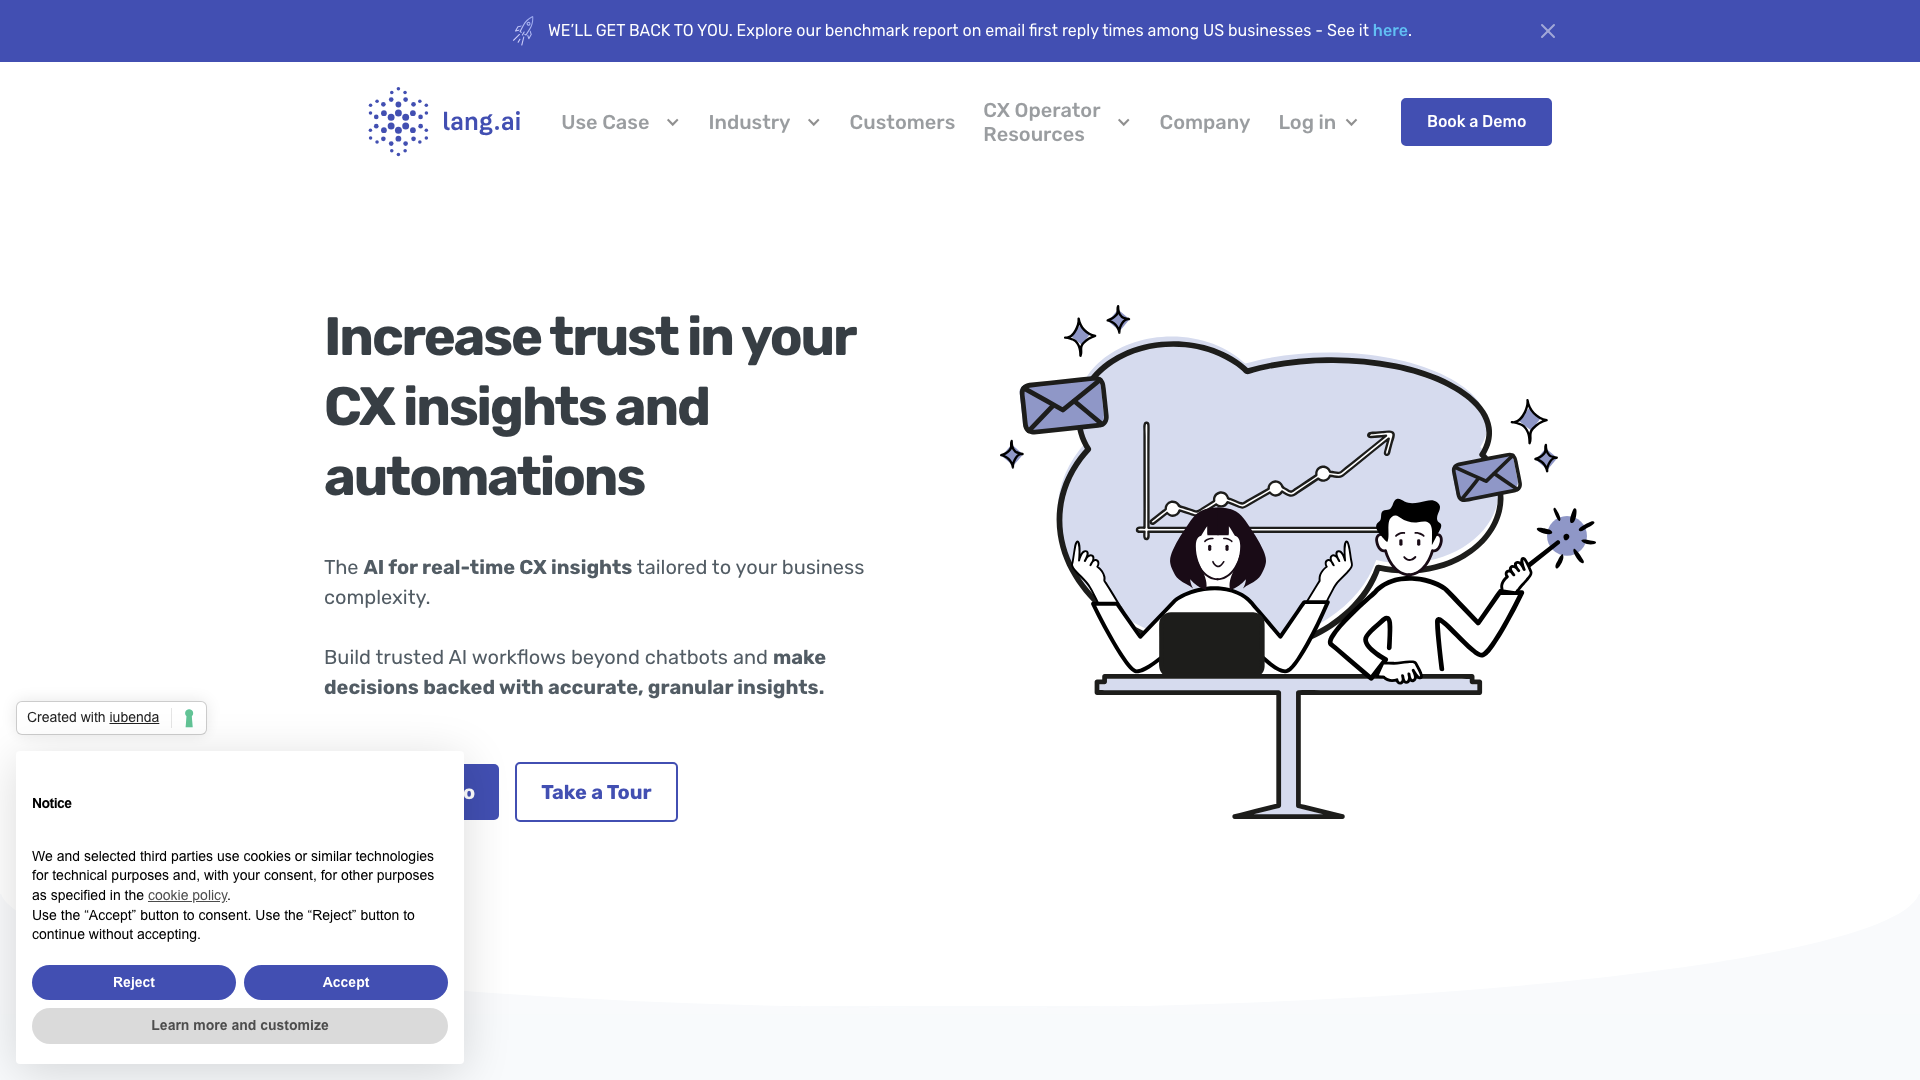 WE'LL GET BACK TO YOU. Explore our benchmark report on email first reply times among US businesses - See it here.
lang.ai
Use Case
Industry
Customers
CX Operator
Resources
Company
Log in
Book a Demo
Increase trust in your
CX insights and
automations
The AI for real-time CX insights tailored to your business
complexity.
Build trusted AI workflows beyond chatbots and make
decisions backed with accurate, granular insights.
o
Take a Tour
Created with iubenda
Notice
We and selected third parties use cookies or similar technologies
for technical purposes and, with your consent, for other purposes
as specified in the cookie policy.
Use the “Accept” button to consent. Use the “Reject” button to
continue without accepting.
Reject
Accept
Learn more and customize